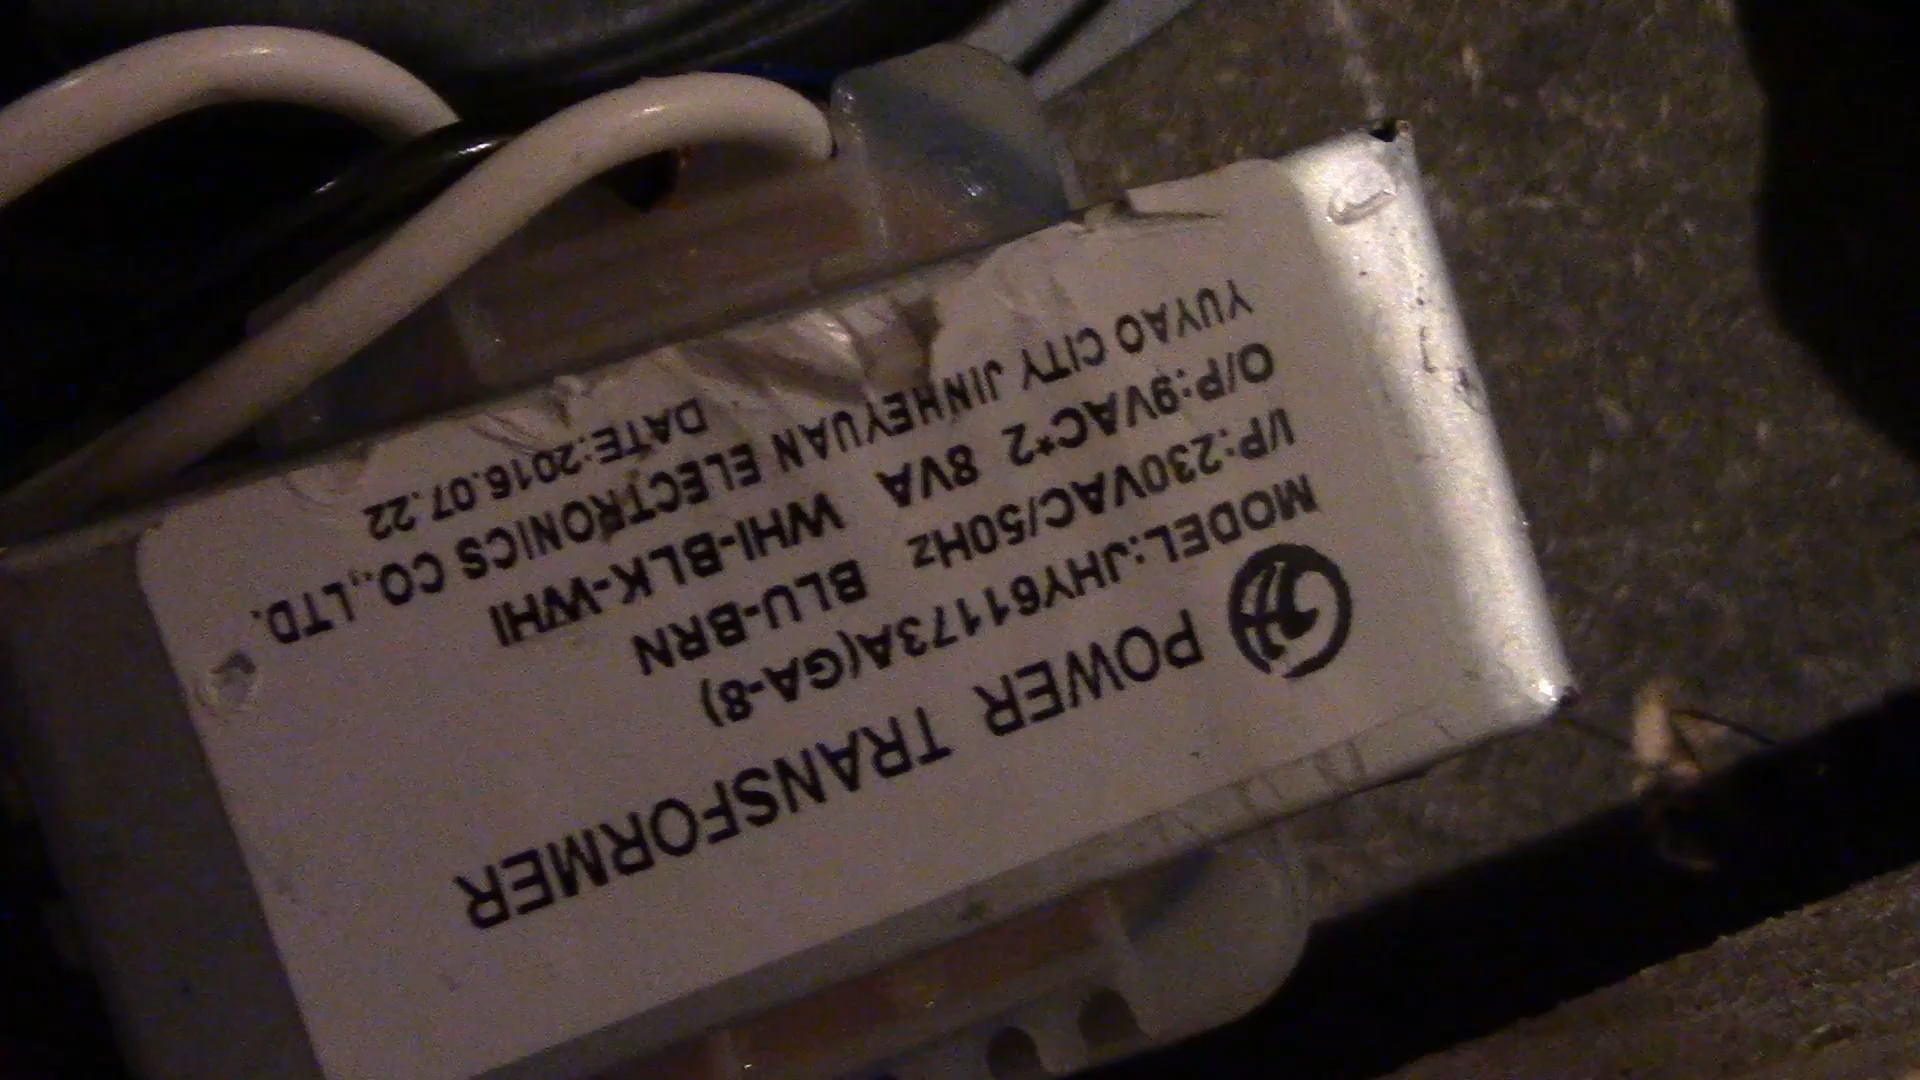 POWER TRANSFORMER
MODEL:JHY61173A(GA-8)
I/P:230VAC/50Hz BLU-BRN
O/P:9VAC*2 8VA WHI-BLK-WHI
YUYAO CITY JINHEYUAN ELECTRONICS CO.,LTD.
DATE:2016.07.22